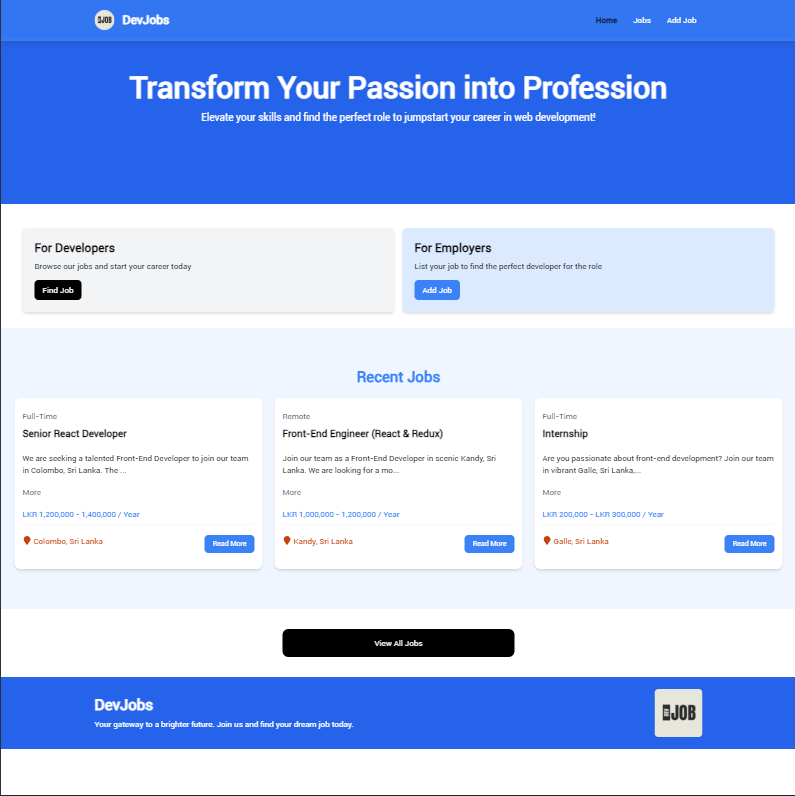 DEV JOB DevJobs Home Jobs Add Job
Transform Your Passion into Profession
Elevate your skills and find the perfect role to jumpstart your career in web development!
For Developers
Browse our jobs and start your career today
Find Job
For Employers
List your job to find the perfect developer for the role
Add Job
Recent Jobs
Full-Time
Senior React Developer
We are seeking a talented Front-End Developer to join our team
in Colombo, Sri Lanka. The ...
More
LKR 1,200,000 - 1,400,000 / Year
Colombo, Sri Lanka
Read More
Remote
Front-End Engineer (React & Redux)
Join our team as a Front-End Developer in scenic Kandy, Sri
Lanka. We are looking for a mo...
More
LKR 1,000,000 - 1,200,000 / Year
Kandy, Sri Lanka
Read More
Full-Time
Internship
Are you passionate about front-end development? Join our team
in vibrant Galle, Sri Lanka,...
More
LKR 200,000 - LKR 300,000 / Year
Galle, Sri Lanka
Read More
View All Jobs
DevJobs
Your gateway to a brighter future. Join us and find your dream job today.
DEV JOB